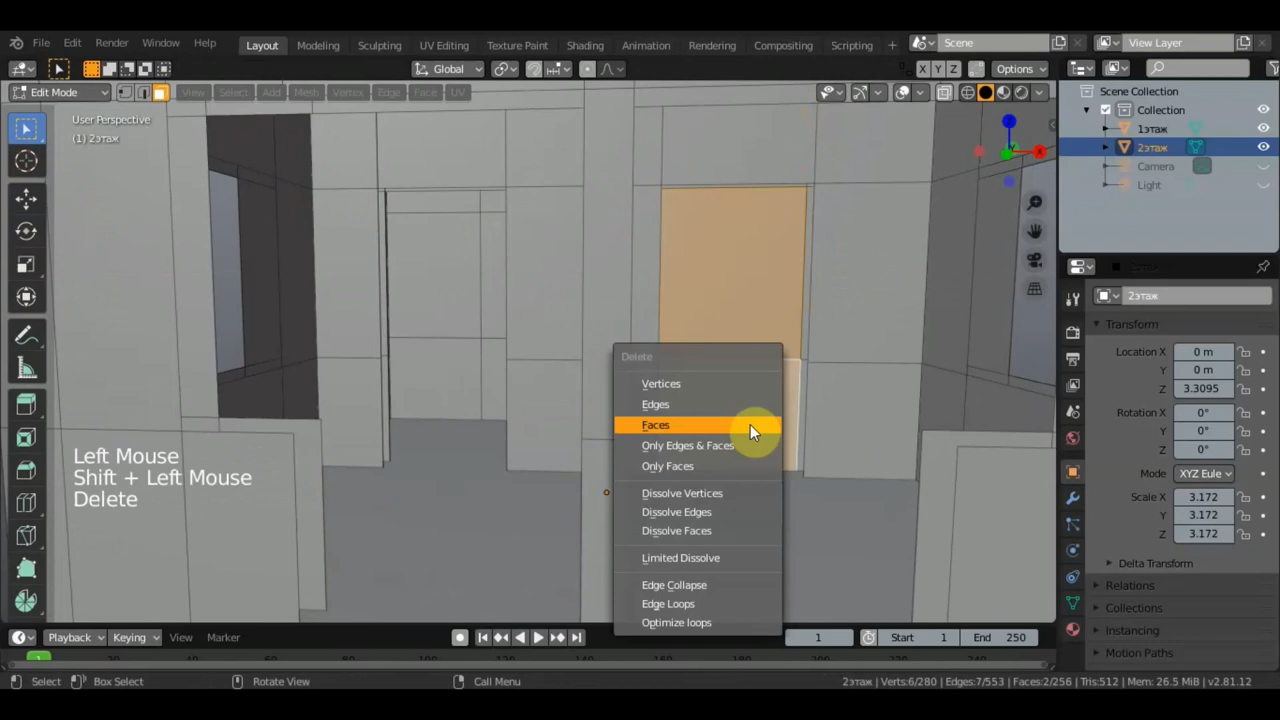 File Edit Render Window Help Layout Modeling Sculpting UV Editing Texture Paint Shading Animation Rendering Compositing Scripting + Scene View Layer
Global X Y Z Options
Edit Mode View Select Add Mesh Vertex Edge Face UV
User Perspective
(1) 2этаж
Scene Collection
Collection
1этаж
2этаж
Camera
Light
2этаж
Transform
Location X 0 m
Y 0 m
Z 3.3095
Rotation X 0°
Y 0°
Z 0°
Mode XYZ Eule
Scale X 3.172
Y 3.172
Z 3.172
Delta Transform
Relations
Collections
Instancing
Motion Paths
Delete
Vertices
Edges
Faces
Only Edges & Faces
Only Faces
Dissolve Vertices
Dissolve Edges
Dissolve Faces
Limited Dissolve
Edge Collapse
Edge Loops
Optimize loops
Left Mouse
Shift + Left Mouse
Delete
Playback Keying View Marker 1 Start 1 End 250
1
Select Box Select Rotate View Call Menu 2этаж | Verts:6/280 | Edges:7/553 | Faces:2/256 | Tris:512 | Mem: 26.5 MiB | v2.81.12